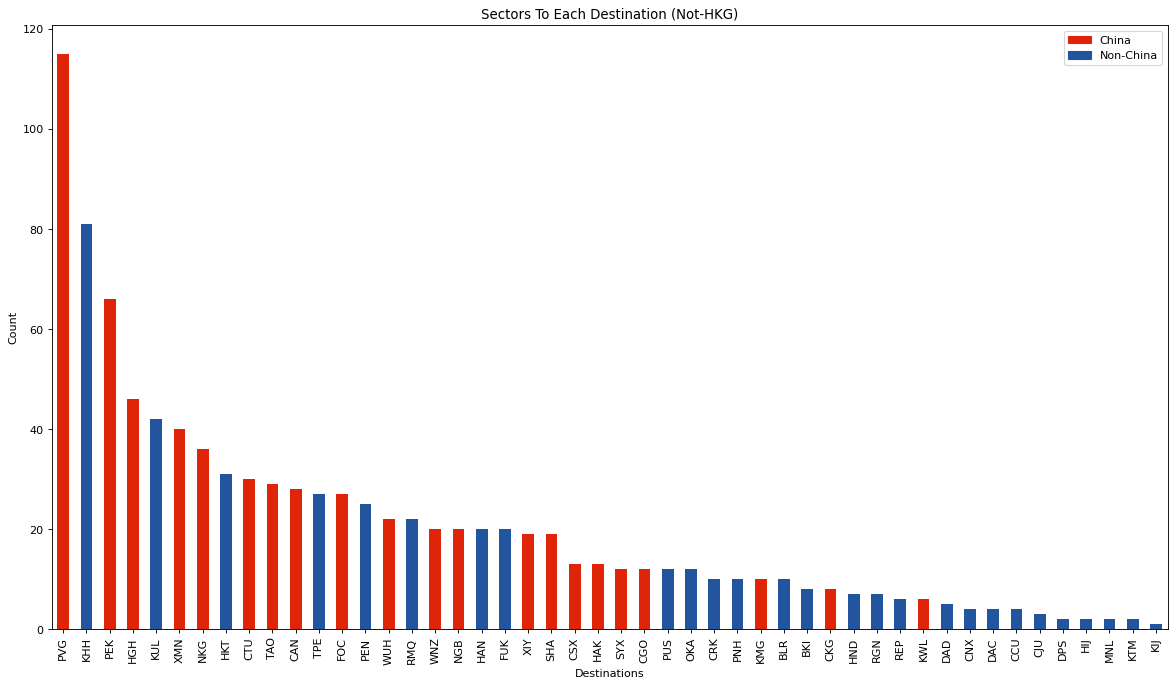 Sectors To Each Destination (Not-HKG)
China
Non-China
120
100
80
60
40
20
0
Count
PVG
KHH
PEK
HGH
KUL
XMN
NKG
HKT
CTU
TAO
CAN
TPE
FOC
PEN
WUH
RMQ
WNZ
NGB
HAN
FUK
XIY
SHA
CSX
HAK
SYX
CGO
PUS
OKA
CRK
PNH
KMG
BLR
BKI
CKG
HND
RGN
REP
KWL
DAD
CNX
DAC
CCU
CJU
DPS
HIJ
MNL
KTM
KIJ
Destinations